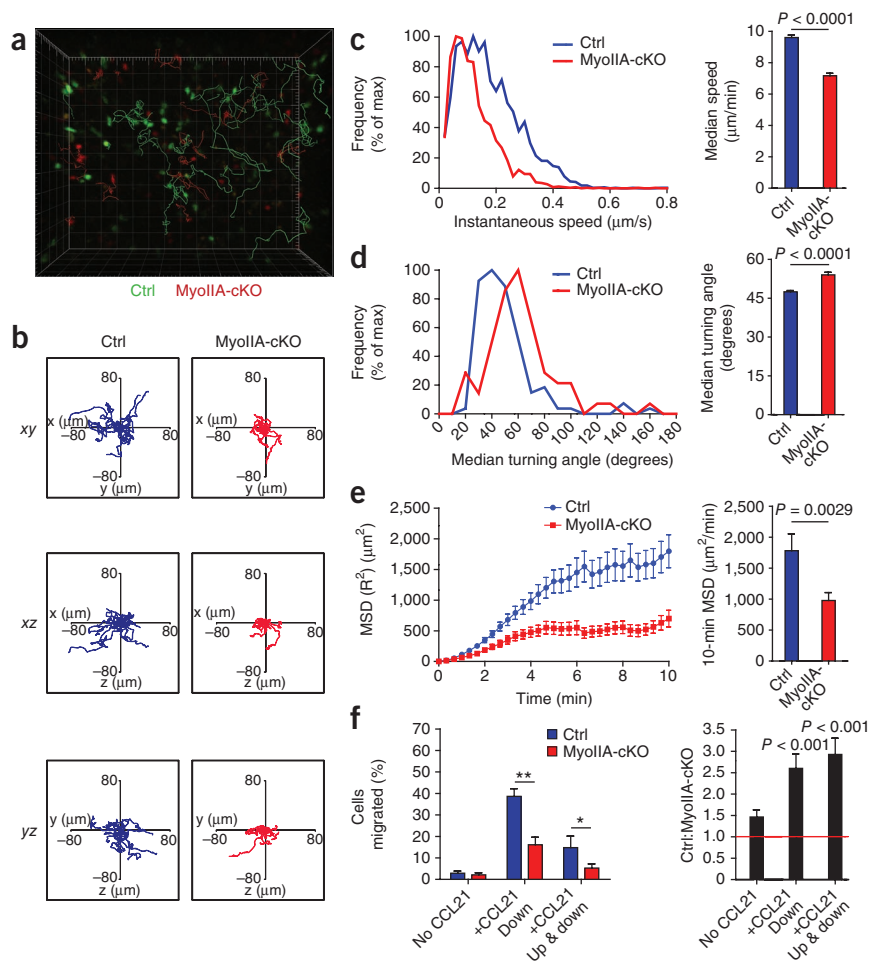 a
Ctrl MyoIIA-cKO
b
Ctrl MyoIIA-cKO
xy
80
x (μm)
–80 80
–80
y (μm)
80
x (μm)
–80 80
–80
y (μm)
xz
80
x (μm)
–80 80
–80
z (μm)
80
x (μm)
–80 80
–80
z (μm)
yz
80
y (μm)
–80 80
–80
z (μm)
80
y (μm)
–80 80
–80
z (μm)
c
Ctrl
MyoIIA-cKO
Frequency
(% of max)
100
80
60
40
20
0
0 0.2 0.4 0.6 0.8
Instantaneous speed (μm/s)
P < 0.0001
Median speed
(μm/min)
10
8
6
4
2
0
Ctrl
MyoIIA-
cKO
d
Ctrl
MyoIIA-cKO
Frequency
(% of max)
100
80
60
40
20
0
0 20 40 60 80 100 120 140 160 180
Median turning angle (degrees)
P < 0.0001
Median turning angle
(degrees)
60
45
30
15
0
Ctrl
MyoIIA-
cKO
e
Ctrl
MyoIIA-cKO
MSD (R²) (μm²)
2,500
2,000
1,500
1,000
500
0
0 2 4 6 8 10
Time (min)
P = 0.0029
10-min MSD (μm²/min)
2,500
2,000
1,500
1,000
500
0
Ctrl
MyoIIA-
cKO
f
Ctrl
MyoIIA-cKO
Cells
migrated (%)
70
60
50
40
30
20
10
0
**
*
No CCL21
+CCL21
Down
+CCL21
Up & down
P < 0.001
P < 0.001
Ctrl:MyoIIA-cKO
3.5
3.0
2.5
2.0
1.5
1.0
0.5
0
No CCL21
+CCL21
Down
+CCL21
Up & down